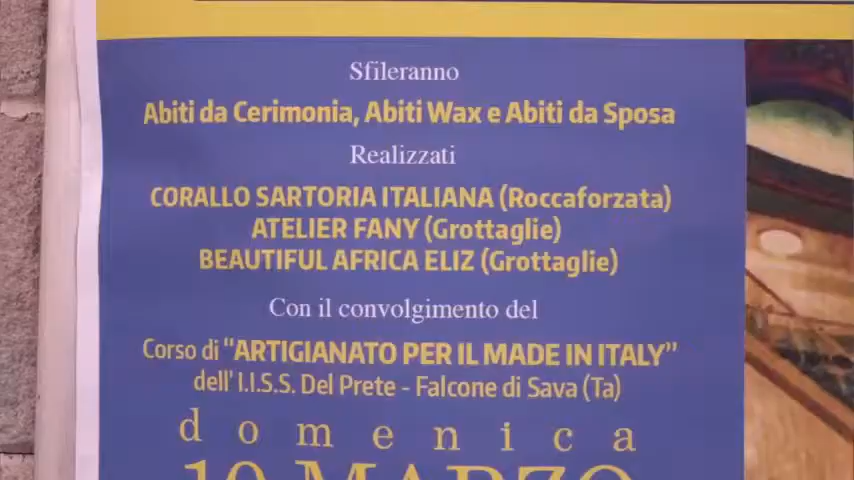 Sfileranno
Abiti da Cerimonia, Abiti Wax e Abiti da Sposa
Realizzati
CORALLO SARTORIA ITALIANA (Roccaforzata)
ATELIER FANY (Grottaglie)
BEAUTIFUL AFRICA ELIZ (Grottaglie)
Con il convolgimento del
Corso di “ARTIGIANATO PER IL MADE IN ITALY”
dell' I.I.S.S. Del Prete - Falcone di Sava (Ta)
domenica
10 MARZO